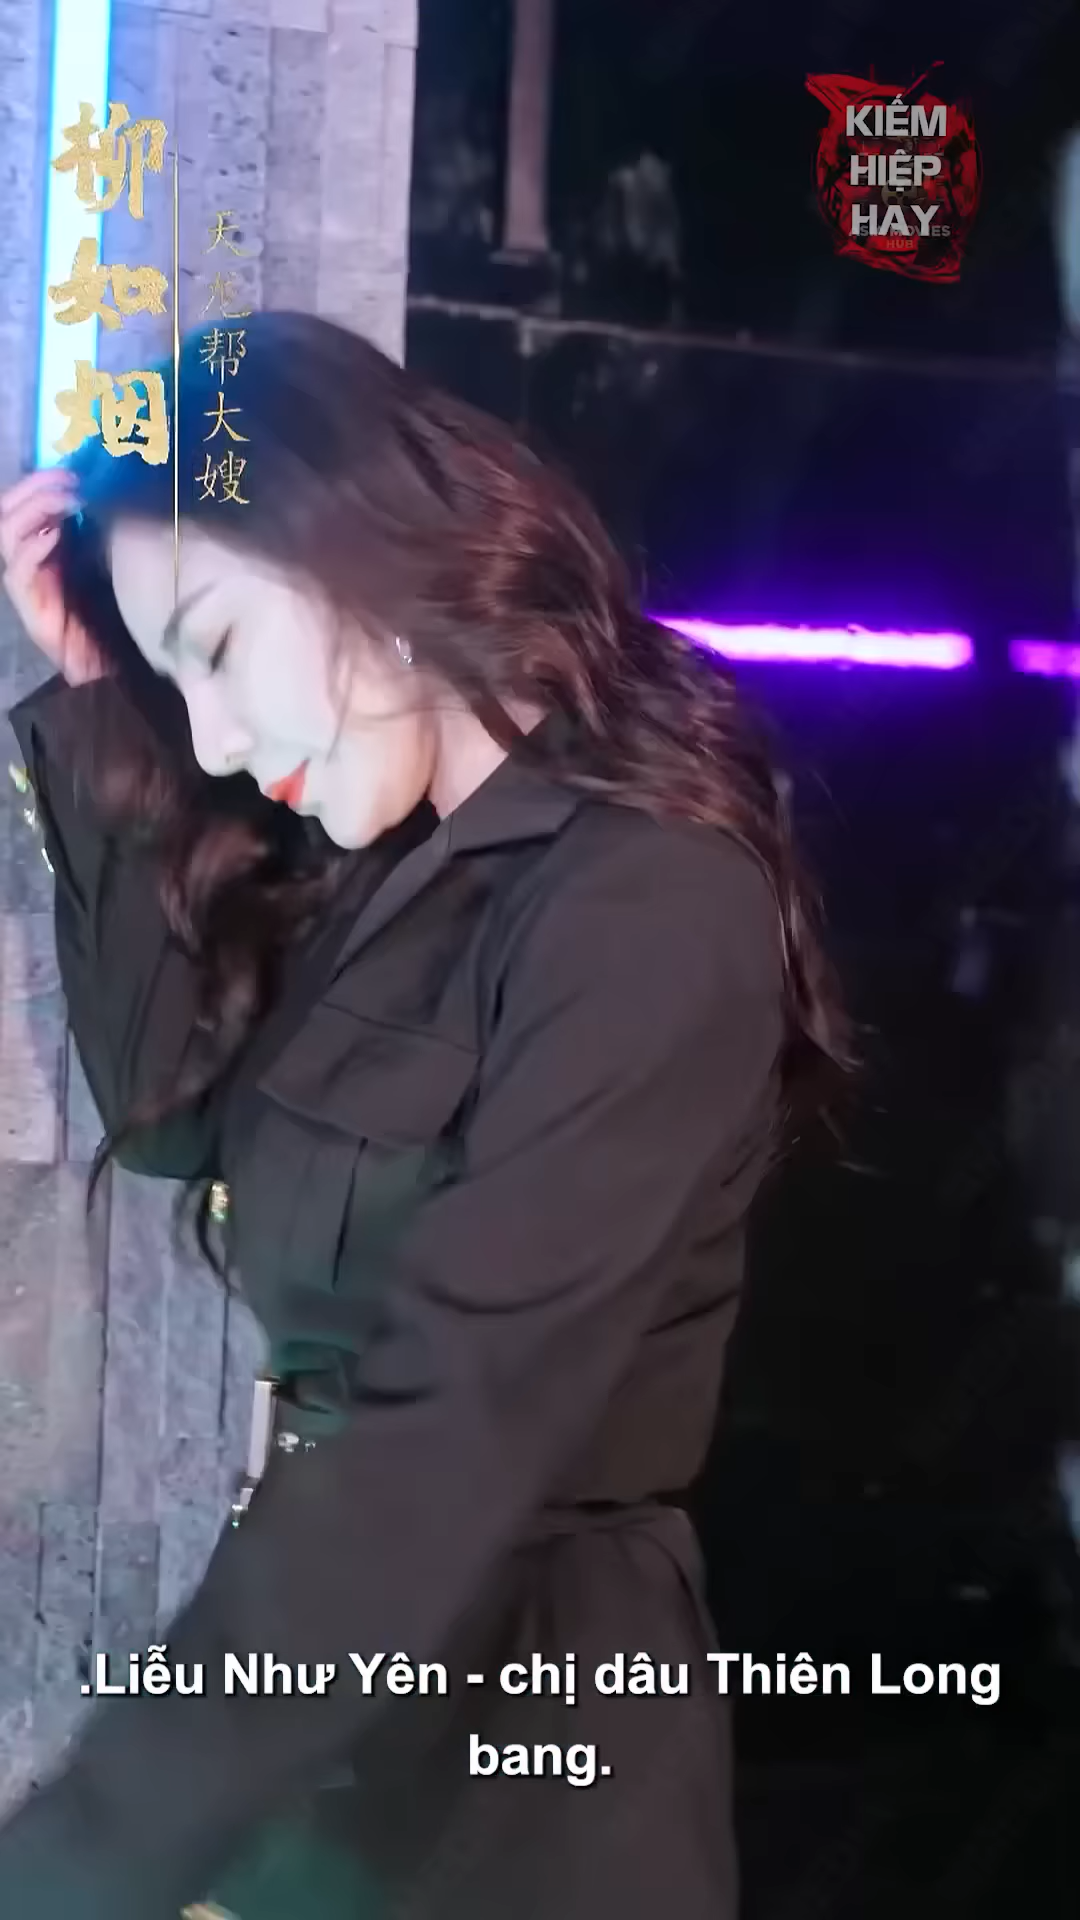 柳如烟
天龙帮大嫂
KIẾM
HIỆP
HAY
HUB
.Liễu Như Yên - chị dâu Thiên Long
bang.